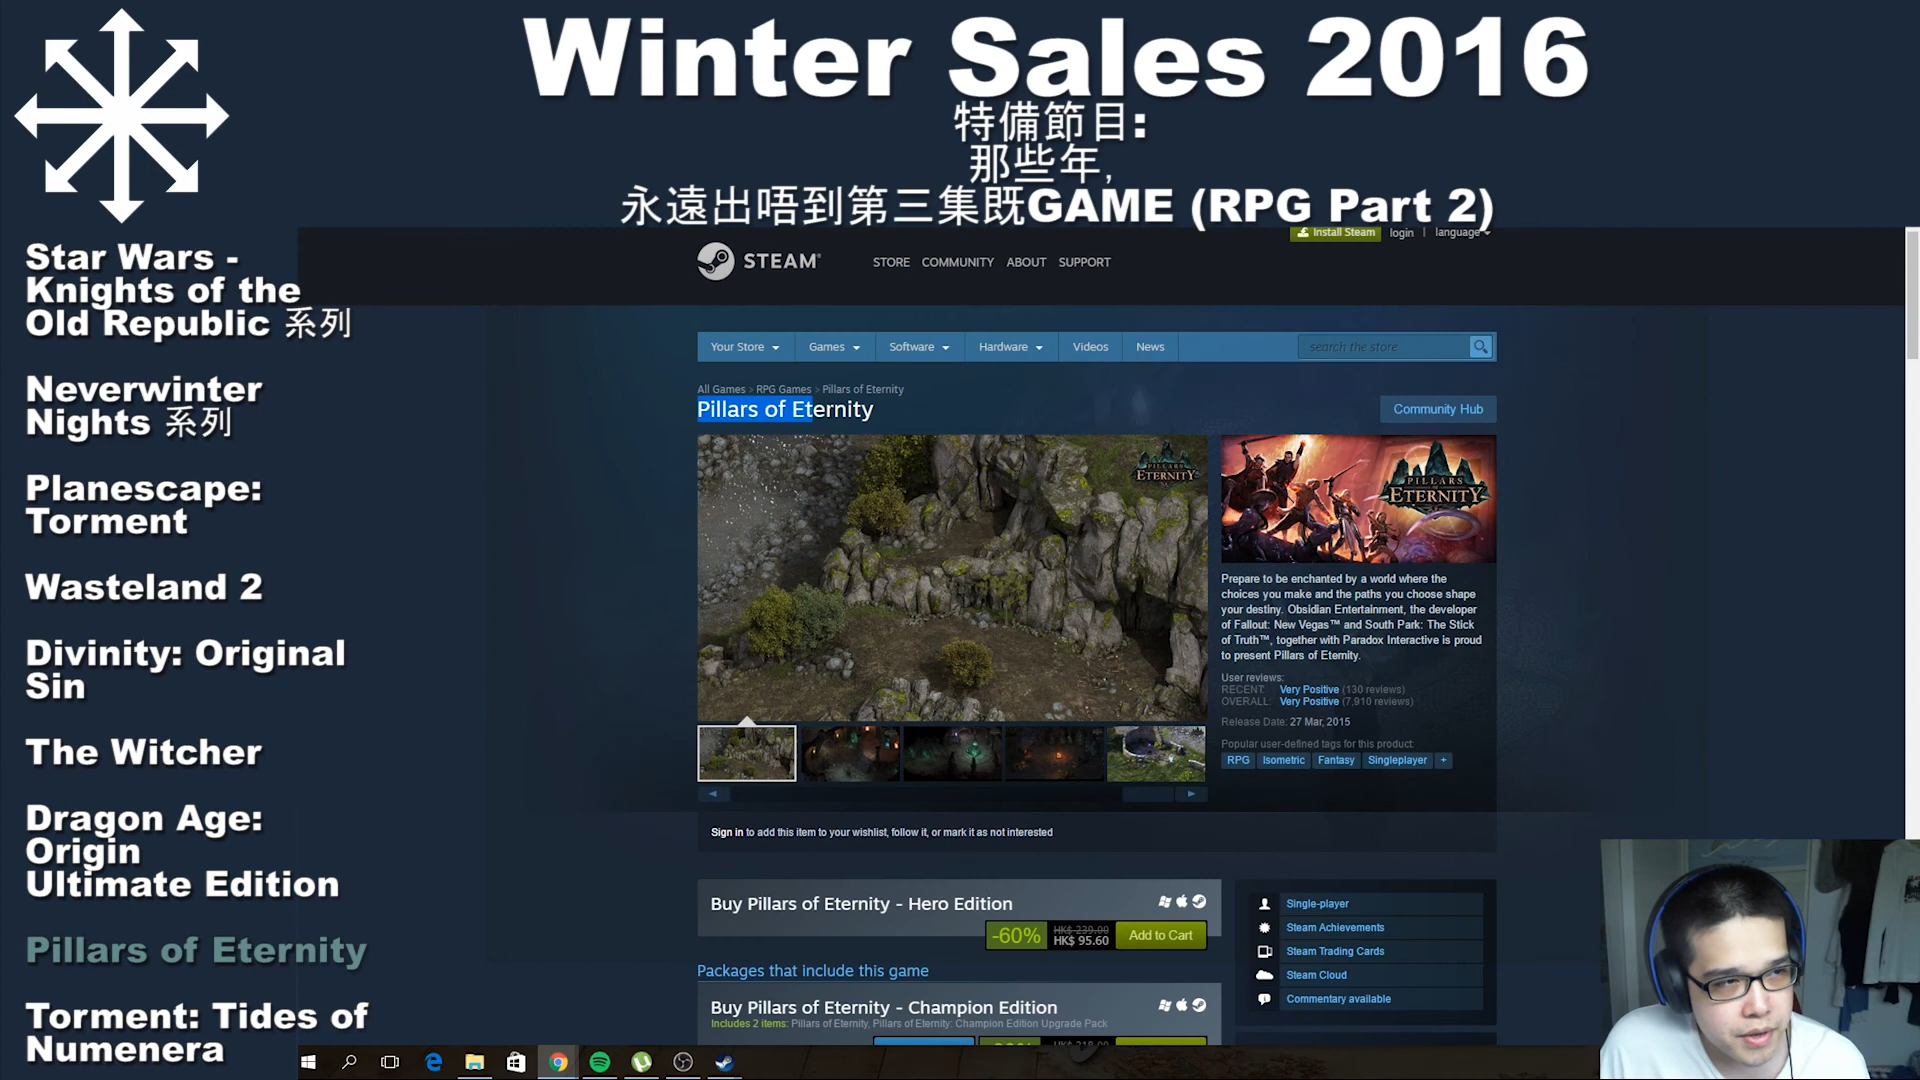 Winter Sales 2016
特備節目:
那些年,
永遠出唔到第三集既GAME (RPG Part 2)
Star Wars -
Knights of the
Old Republic 系列
Neverwinter
Nights 系列
Planescape:
Torment
Wasteland 2
Divinity: Original
Sin
The Witcher
Dragon Age:
Origin
Ultimate Edition
Pillars of Eternity
Torment: Tides of
Numenera
Install Steam login | language
STEAM®
STORE COMMUNITY ABOUT SUPPORT
Your Store Games Software Hardware Videos News search the store
All Games > RPG Games > Pillars of Eternity
Pillars of Eternity
Community Hub
PILLARS
ETERNITY
PILLARS
OF
ETERNITY
Prepare to be enchanted by a world where the
choices you make and the paths you choose shape
your destiny. Obsidian Entertainment, the developer
of Fallout: New Vegas™ and South Park: The Stick
of Truth™, together with Paradox Interactive is proud
to present Pillars of Eternity.
User reviews:
RECENT: Very Positive (130 reviews)
OVERALL: Very Positive (7,910 reviews)
Release Date: 27 Mar, 2015
Popular user-defined tags for this product:
RPG Isometric Fantasy Singleplayer +
Sign in to add this item to your wishlist, follow it, or mark it as not interested
Buy Pillars of Eternity - Hero Edition
-60% HK$ 239.00
HK$ 95.60
Add to Cart
Packages that include this game
Buy Pillars of Eternity - Champion Edition
Includes 2 items: Pillars of Eternity, Pillars of Eternity: Champion Edition Upgrade Pack
Single-player
Steam Achievements
Steam Trading Cards
Steam Cloud
Commentary available